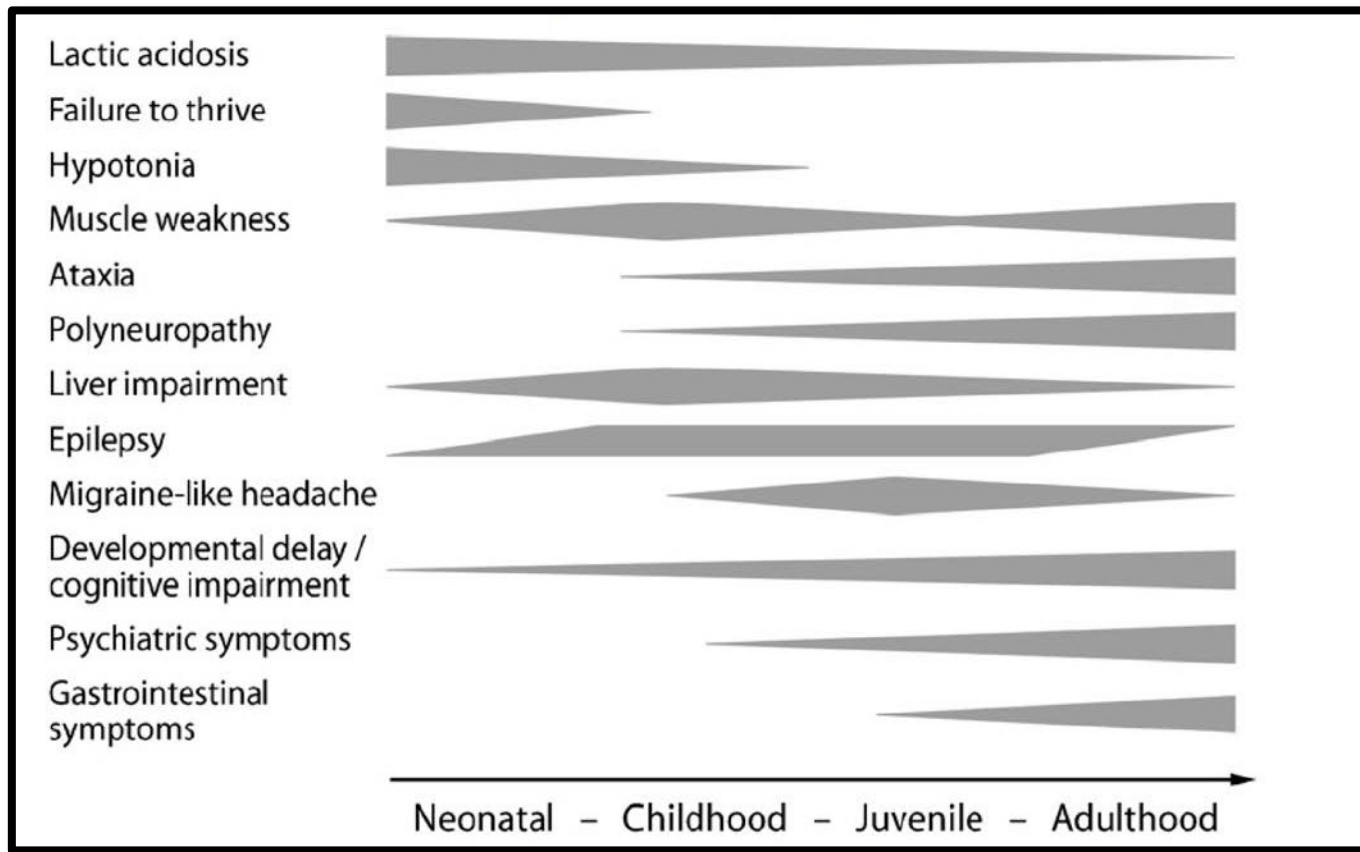 Lactic acidosis
Failure to thrive
Hypotonia
Muscle weakness
Ataxia
Polyneuropathy
Liver impairment
Epilepsy
Migraine-like headache
Developmental delay /
cognitive impairment
Psychiatric symptoms
Gastrointestinal
symptoms
Neonatal – Childhood – Juvenile – Adulthood